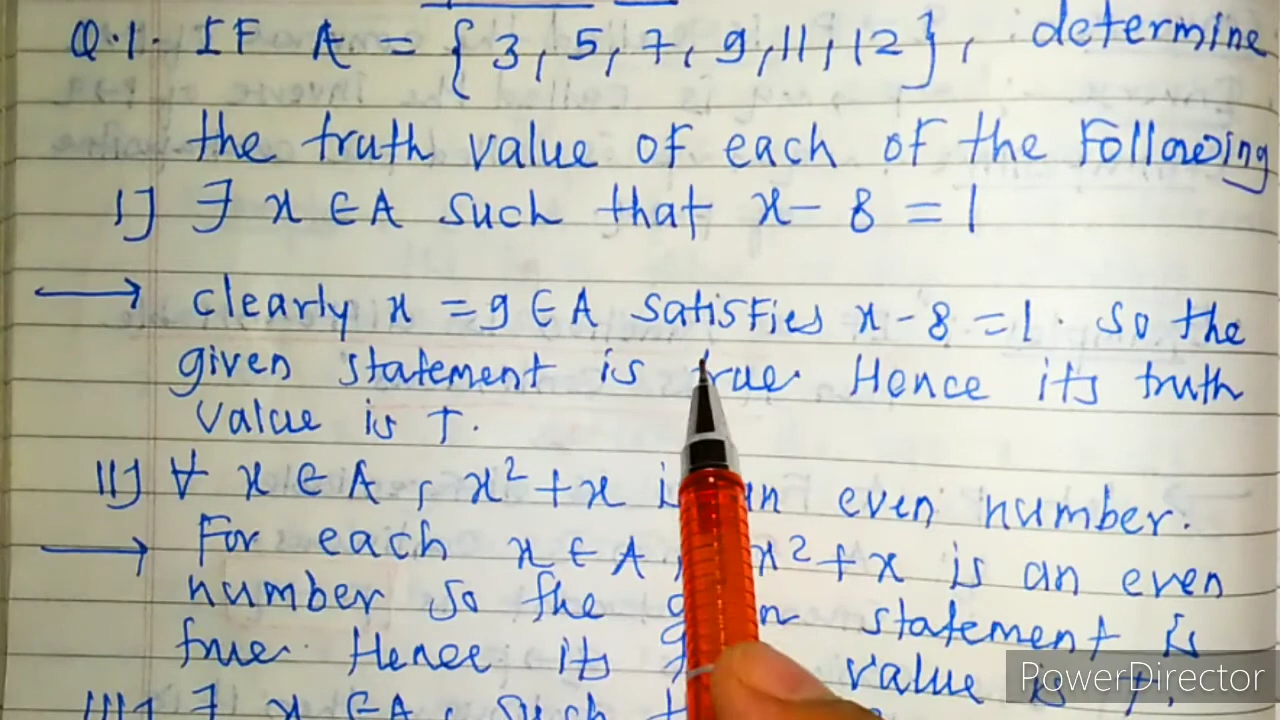 Q.1. IF A = {3, 5, 7, 9, 11, 12}, determine
the truth value of each of the Following
I] ∃ x ∈ A such that x - 8 = 1
→ clearly x = 9 ∈ A satisfies x - 8 = 1. so the
given statement is true. Hence its truth
value is T.
II] ∀ x ∈ A, x² + x an even number.
→ For each x ∈ A, x² + x is an even
number so the statement is
true. Hence its value is T.
III] ∃ x ∈ A, such
PowerDirector